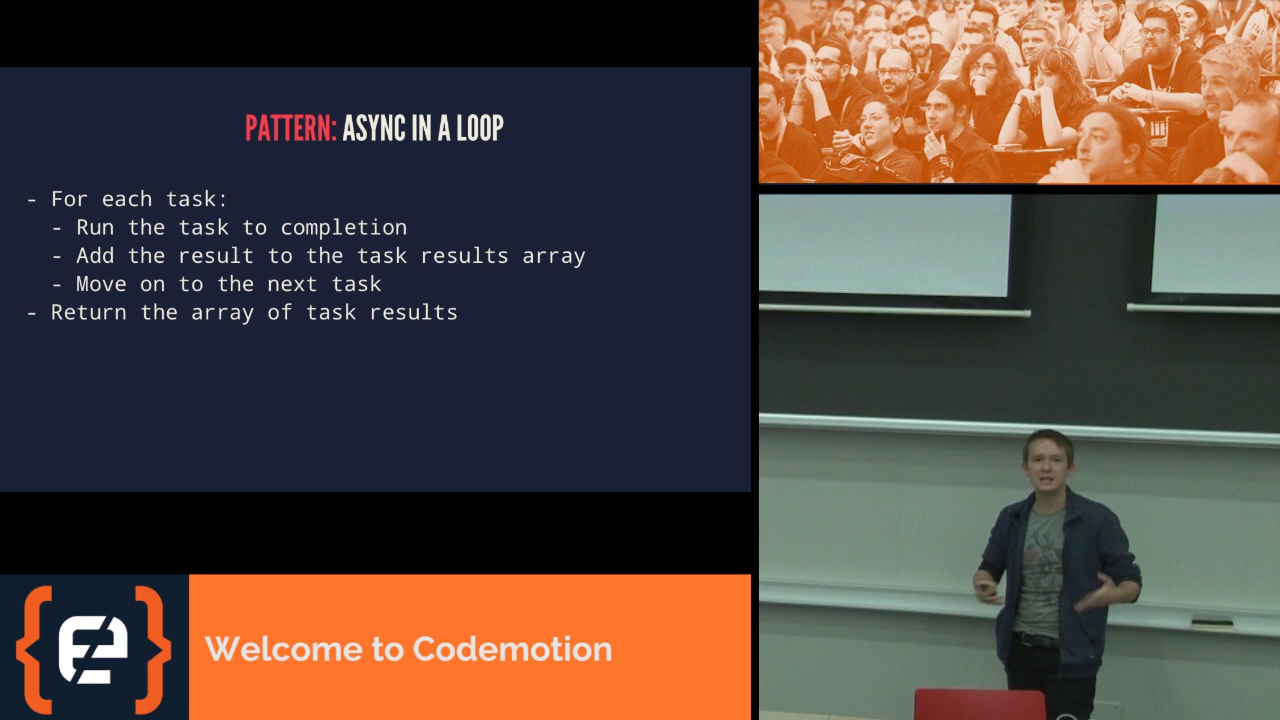 PATTERN: ASYNC IN A LOOP
- For each task:
- Run the task to completion
- Add the result to the task results array
- Move on to the next task
- Return the array of task results
Welcome to Codemotion